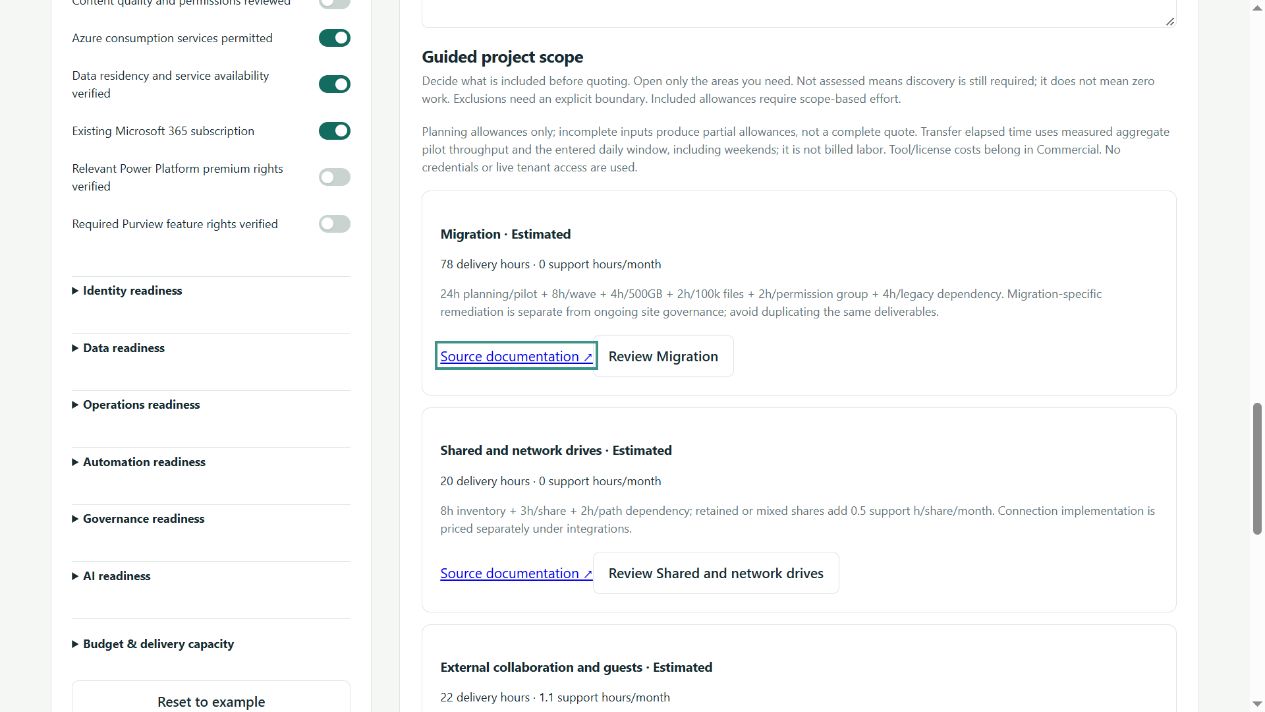 Content quality and permissions reviewed
Azure consumption services permitted
Data residency and service availability
verified
Existing Microsoft 365 subscription
Relevant Power Platform premium rights
verified
Required Purview feature rights verified
▶ Identity readiness
▶ Data readiness
▶ Operations readiness
▶ Automation readiness
▶ Governance readiness
▶ AI readiness
▶ Budget & delivery capacity
Reset to example
Guided project scope
Decide what is included before quoting. Open only the areas you need. Not assessed means discovery is still required; it does not mean zero
work. Exclusions need an explicit boundary. Included allowances require scope-based effort.
Planning allowances only; incomplete inputs produce partial allowances, not a complete quote. Transfer elapsed time uses measured aggregate
pilot throughput and the entered daily window, including weekends; it is not billed labor. Tool/license costs belong in Commercial. No
credentials or live tenant access are used.
Migration · Estimated
78 delivery hours · 0 support hours/month
24h planning/pilot + 8h/wave + 4h/500GB + 2h/100k files + 2h/permission group + 4h/legacy dependency. Migration-specific
remediation is separate from ongoing site governance; avoid duplicating the same deliverables.
Source documentation ↗ Review Migration
Shared and network drives · Estimated
20 delivery hours · 0 support hours/month
8h inventory + 3h/share + 2h/path dependency; retained or mixed shares add 0.5 support h/share/month. Connection implementation is
priced separately under integrations.
Source documentation ↗ Review Shared and network drives
External collaboration and guests · Estimated
22 delivery hours · 1.1 support hours/month